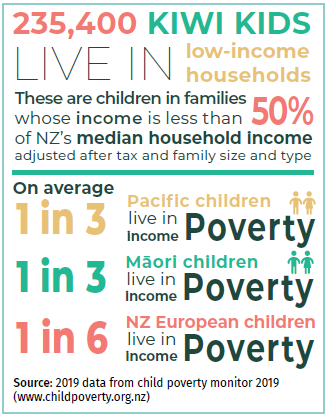 235,400 KIWI KIDS
LIVE IN low-income households
These are children in families
whose income is less than 50%
of NZ's median household income
adjusted after tax and family size and type
On average
1 in 3 Pacific children live in Income Poverty
1 in 3 Māori children live in Income Poverty
1 in 6 NZ European children live in Income Poverty
Source: 2019 data from child poverty monitor 2019
(www.childpoverty.org.nz)